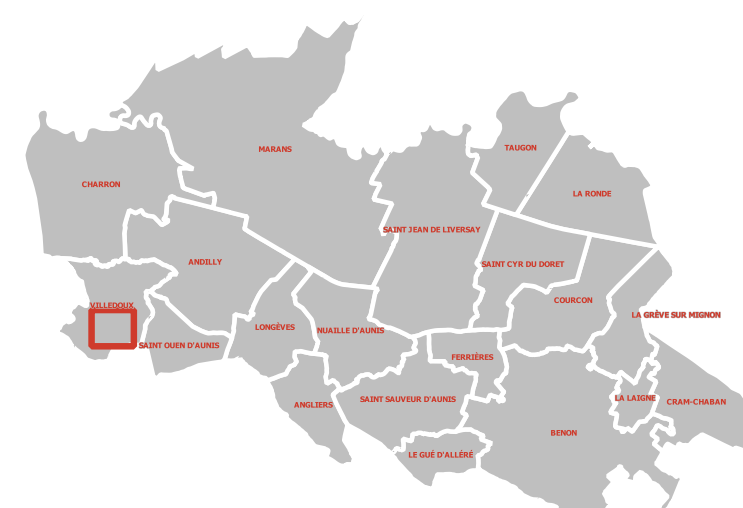 TAUGON
MARANS
CHARRON
LA RONDE
SAINT JEAN DE LIVERSAY
ANDILLY
SAINT CYR DU DORET
COURCON
VILLEDOUX
LA GRÈVE SUR MIGNON
LONGÈVES
NUAILLE D'AUNIS
SAINT OUEN D'AUNIS
FERRIÈRES
LA LAIGNE
SAINT SAUVEUR D'AUNIS
CRAM-CHABAN
ANGLIERS
BENON
LE GUÉ D'ALLÉRÉ